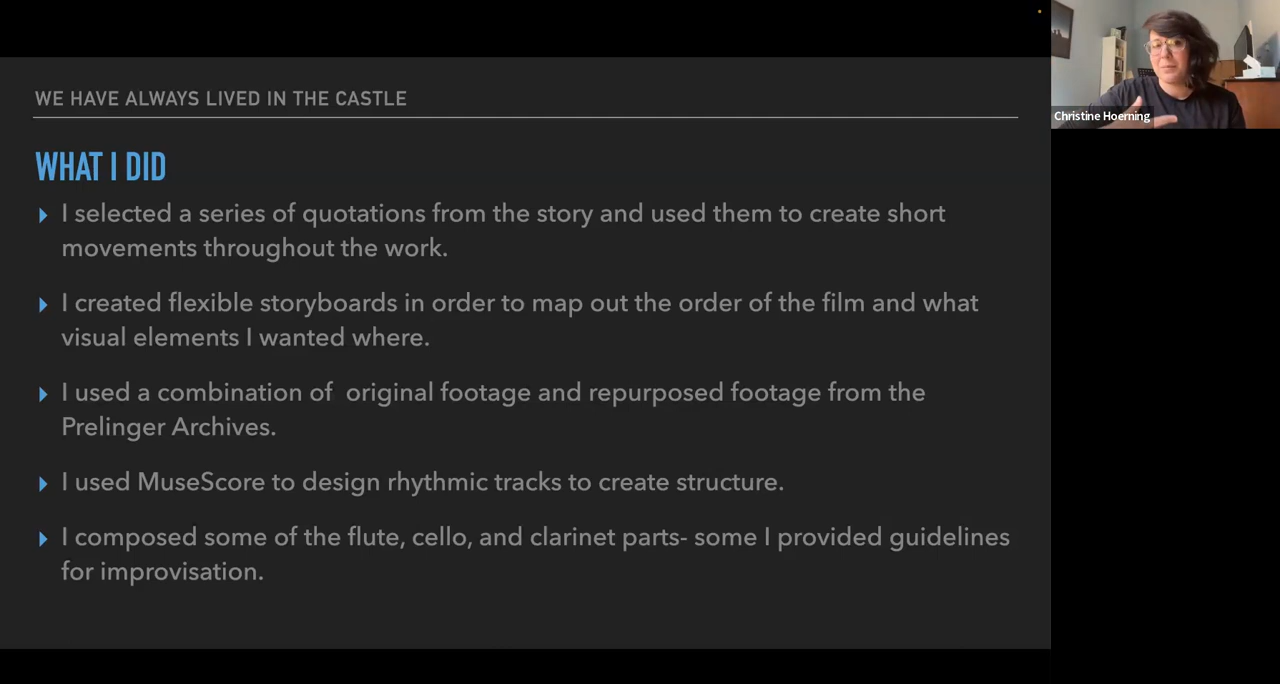 WE HAVE ALWAYS LIVED IN THE CASTLE
WHAT I DID
I selected a series of quotations from the story and used them to create short
movements throughout the work.
I created flexible storyboards in order to map out the order of the film and what
visual elements I wanted where.
I used a combination of  original footage and repurposed footage from the
Prelinger Archives.
I used MuseScore to design rhythmic tracks to create structure.
I composed some of the flute, cello, and clarinet parts- some I provided guidelines
for improvisation.
Christine Hoerning